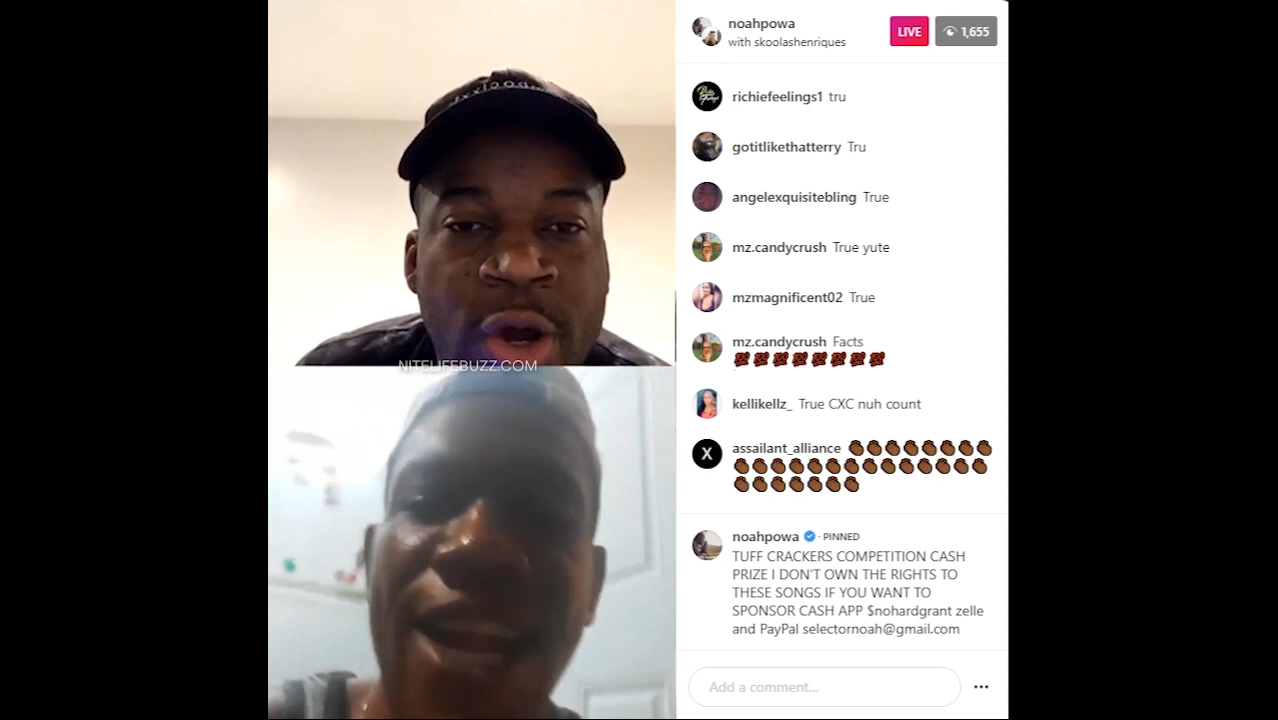 noahpowa
with skoolashenriques
LIVE
1,655
richiefeelings1 tru
gotitlikethatterry Tru
angelexquisitebling True
mz.candycrush True yute
mzmagnificent02 True
mz.candycrush Facts
💯💯💯💯💯💯💯💯
kellikellz_ True CXC nuh count
X
assailant_alliance 👏🏾👏🏾👏🏾👏🏾👏🏾👏🏾👏🏾👏🏾
👏🏾👏🏾👏🏾👏🏾👏🏾👏🏾👏🏾👏🏾👏🏾👏🏾👏🏾👏🏾👏🏾👏🏾
👏🏾👏🏾👏🏾👏🏾👏🏾👏🏾👏🏾
noahpowa · PINNED
TUFF CRACKERS COMPETITION CASH
PRIZE I DON'T OWN THE RIGHTS TO
THESE SONGS IF YOU WANT TO
SPONSOR CASH APP $nohardgrant zelle
and PayPal selectornoah@gmail.com
Add a comment...
NITELIFEBUZZ.COM